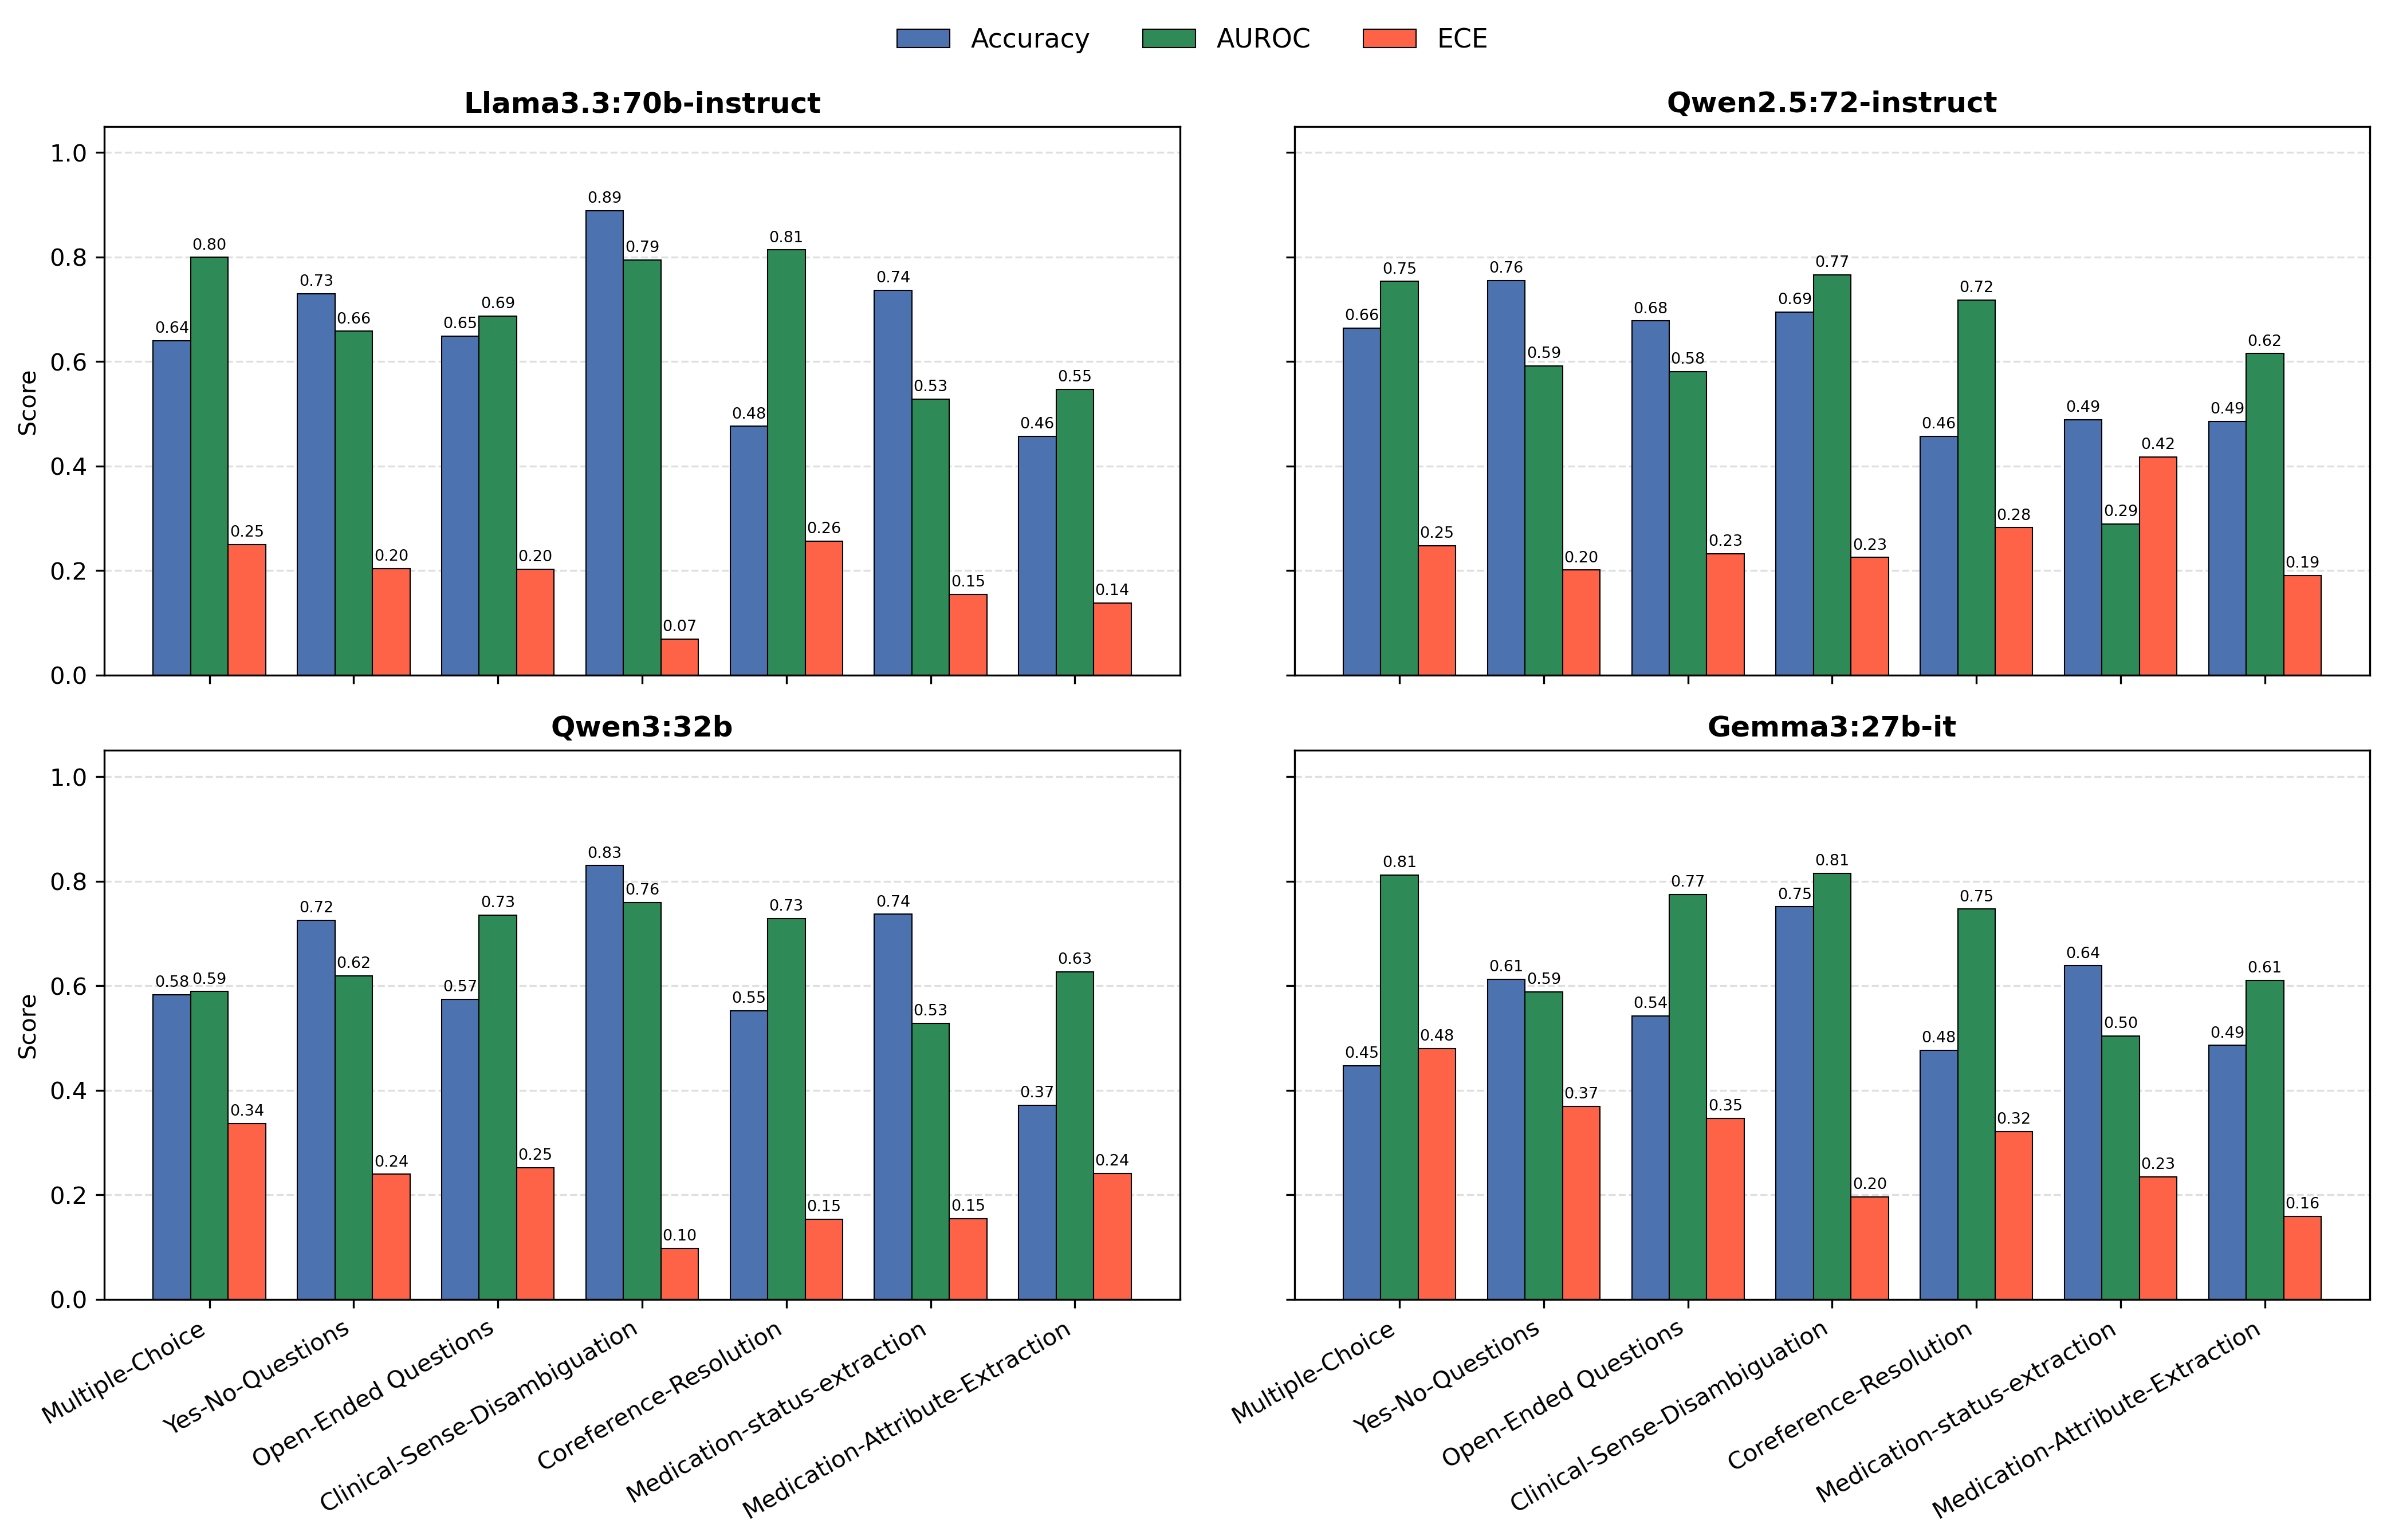 Accuracy AUROC ECE
Llama3.3:70b-instruct
Score
1.0
0.8
0.6
0.4
0.2
0.0
0.64 0.80 0.25
0.73 0.66 0.20
0.65 0.69 0.20
0.89 0.79 0.07
0.48 0.81 0.26
0.74 0.53 0.15
0.46 0.55 0.14
Qwen2.5:72-instruct
0.66 0.75 0.25
0.76 0.59 0.20
0.68 0.58 0.23
0.69 0.77 0.23
0.46 0.72 0.28
0.49 0.29 0.42
0.49 0.62 0.19
Qwen3:32b
Score
1.0
0.8
0.6
0.4
0.2
0.0
0.58 0.59 0.34
0.72 0.62 0.24
0.57 0.73 0.25
0.83 0.76 0.10
0.55 0.73 0.15
0.74 0.53 0.15
0.37 0.63 0.24
Multiple-Choice
Yes-No-Questions
Open-Ended Questions
Clinical-Sense-Disambiguation
Coreference-Resolution
Medication-status-extraction
Medication-Attribute-Extraction
Gemma3:27b-it
0.45 0.81 0.48
0.61 0.59 0.37
0.54 0.77 0.35
0.75 0.81 0.20
0.48 0.75 0.32
0.64 0.50 0.23
0.49 0.61 0.16
Multiple-Choice
Yes-No-Questions
Open-Ended Questions
Clinical-Sense-Disambiguation
Coreference-Resolution
Medication-status-extraction
Medication-Attribute-Extraction